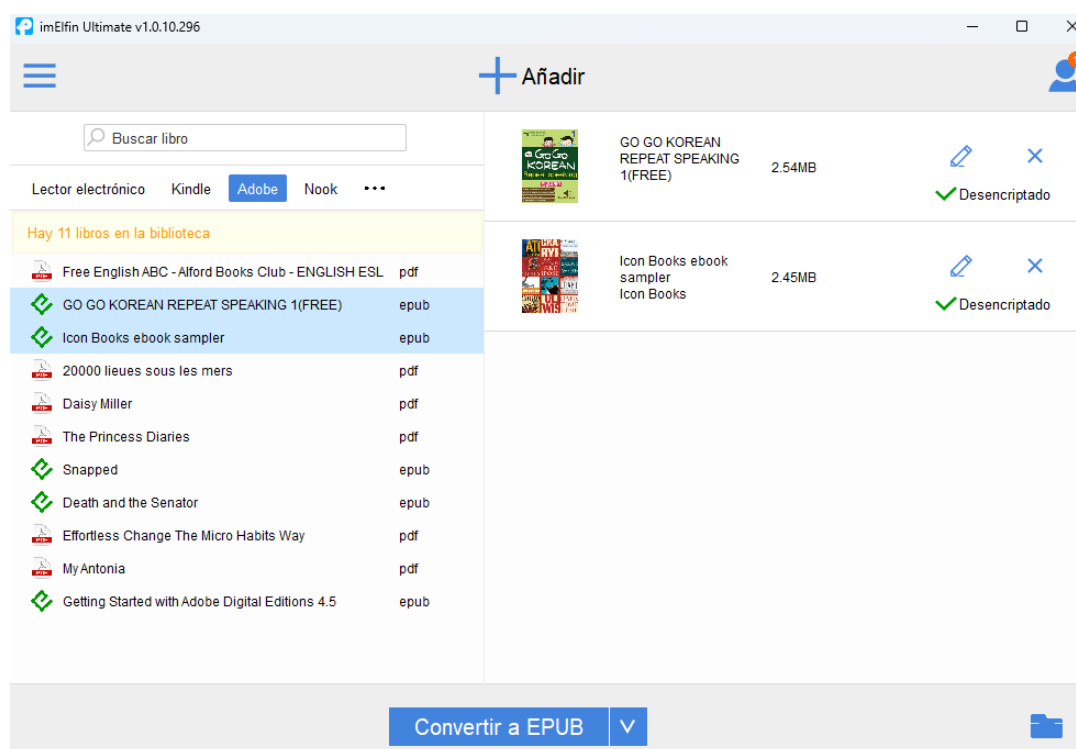 imElfin Ultimate v1.0.10.296
Añadir
Buscar libro
Lector electrónico Kindle Adobe Nook •••
Hay 11 libros en la biblioteca
Free English ABC - Alford Books Club - ENGLISH ESL pdf
GO GO KOREAN REPEAT SPEAKING 1(FREE) epub
Icon Books ebook sampler epub
20000 lieues sous les mers pdf
Daisy Miller pdf
The Princess Diaries pdf
Snapped epub
Death and the Senator epub
Effortless Change The Micro Habits Way pdf
My Antonia pdf
Getting Started with Adobe Digital Editions 4.5 epub
GO GO KOREAN
REPEAT SPEAKING
1(FREE)
2.54MB
Desencriptado
Icon Books ebook
sampler
Icon Books
2.45MB
Desencriptado
Convertir a EPUB